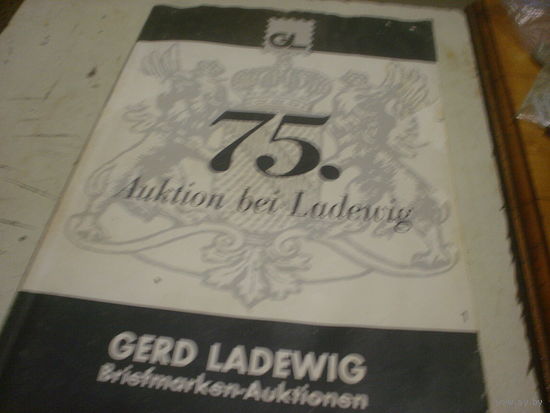 GL
75.
Auktion bei Ladewig
GERD LADEWIG
Briefmarken-Auktionen